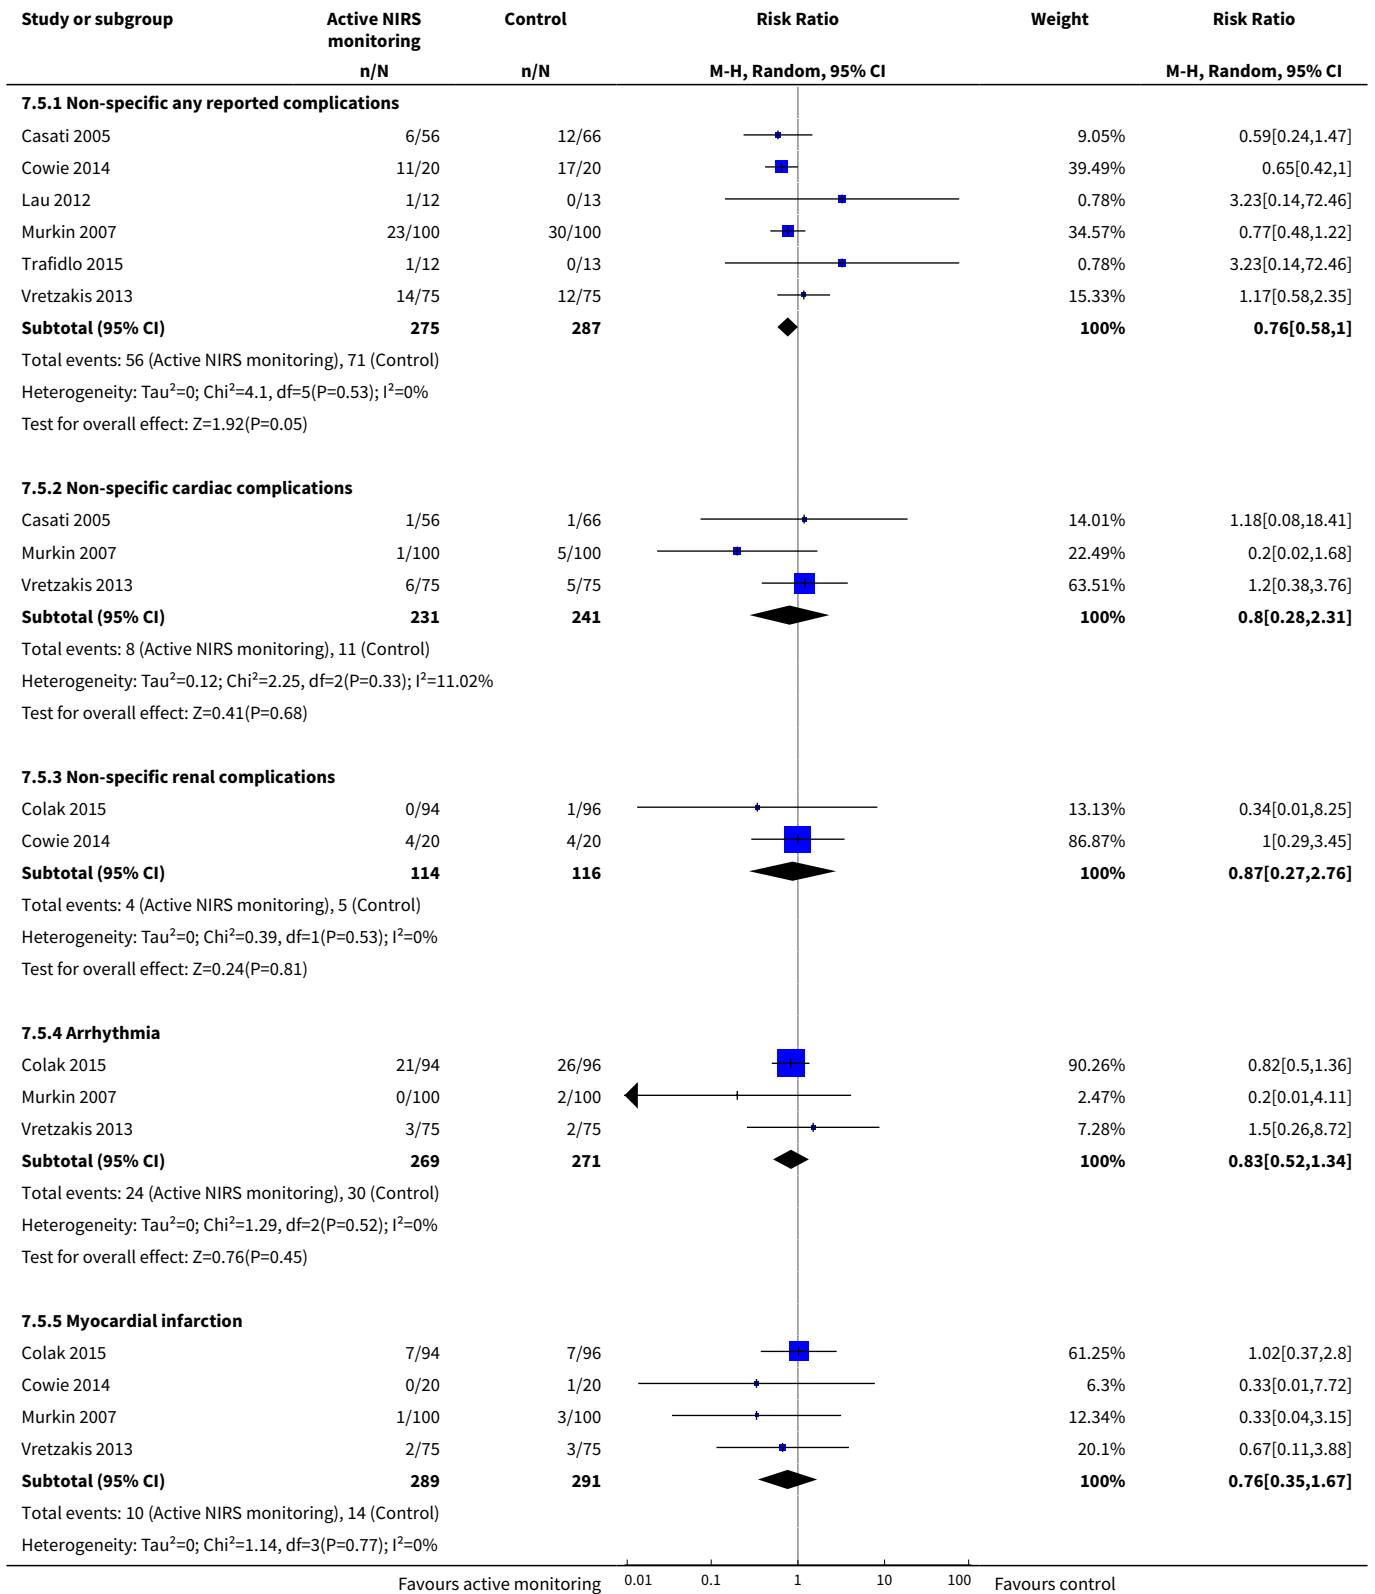 Study or subgroup Active NIRS monitoring Control Risk Ratio Weight Risk Ratio
n/N n/N M-H, Random, 95% CI M-H, Random, 95% CI
7.5.1 Non-specific any reported complications
Casati 2005 6/56 12/66 9.05% 0.59[0.24,1.47]
Cowie 2014 11/20 17/20 39.49% 0.65[0.42,1]
Lau 2012 1/12 0/13 0.78% 3.23[0.14,72.46]
Murkin 2007 23/100 30/100 34.57% 0.77[0.48,1.22]
Trafidlo 2015 1/12 0/13 0.78% 3.23[0.14,72.46]
Vretzakis 2013 14/75 12/75 15.33% 1.17[0.58,2.35]
Subtotal (95% CI) 275 287 100% 0.76[0.58,1]
Total events: 56 (Active NIRS monitoring), 71 (Control)
Heterogeneity: Tau²=0; Chi²=4.1, df=5(P=0.53); I²=0%
Test for overall effect: Z=1.92(P=0.05)
7.5.2 Non-specific cardiac complications
Casati 2005 1/56 1/66 14.01% 1.18[0.08,18.41]
Murkin 2007 1/100 5/100 22.49% 0.2[0.02,1.68]
Vretzakis 2013 6/75 5/75 63.51% 1.2[0.38,3.76]
Subtotal (95% CI) 231 241 100% 0.8[0.28,2.31]
Total events: 8 (Active NIRS monitoring), 11 (Control)
Heterogeneity: Tau²=0.12; Chi²=2.25, df=2(P=0.33); I²=11.02%
Test for overall effect: Z=0.41(P=0.68)
7.5.3 Non-specific renal complications
Colak 2015 0/94 1/96 13.13% 0.34[0.01,8.25]
Cowie 2014 4/20 4/20 86.87% 1[0.29,3.45]
Subtotal (95% CI) 114 116 100% 0.87[0.27,2.76]
Total events: 4 (Active NIRS monitoring), 5 (Control)
Heterogeneity: Tau²=0; Chi²=0.39, df=1(P=0.53); I²=0%
Test for overall effect: Z=0.24(P=0.81)
7.5.4 Arrhythmia
Colak 2015 21/94 26/96 90.26% 0.82[0.5,1.36]
Murkin 2007 0/100 2/100 2.47% 0.2[0.01,4.11]
Vretzakis 2013 3/75 2/75 7.28% 1.5[0.26,8.72]
Subtotal (95% CI) 269 271 100% 0.83[0.52,1.34]
Total events: 24 (Active NIRS monitoring), 30 (Control)
Heterogeneity: Tau²=0; Chi²=1.29, df=2(P=0.52); I²=0%
Test for overall effect: Z=0.76(P=0.45)
7.5.5 Myocardial infarction
Colak 2015 7/94 7/96 61.25% 1.02[0.37,2.8]
Cowie 2014 0/20 1/20 6.3% 0.33[0.01,7.72]
Murkin 2007 1/100 3/100 12.34% 0.33[0.04,3.15]
Vretzakis 2013 2/75 3/75 20.1% 0.67[0.11,3.88]
Subtotal (95% CI) 289 291 100% 0.76[0.35,1.67]
Total events: 10 (Active NIRS monitoring), 14 (Control)
Heterogeneity: Tau²=0; Chi²=1.14, df=3(P=0.77); I²=0%
Favours active monitoring 0.01 0.1 1 10 100 Favours control